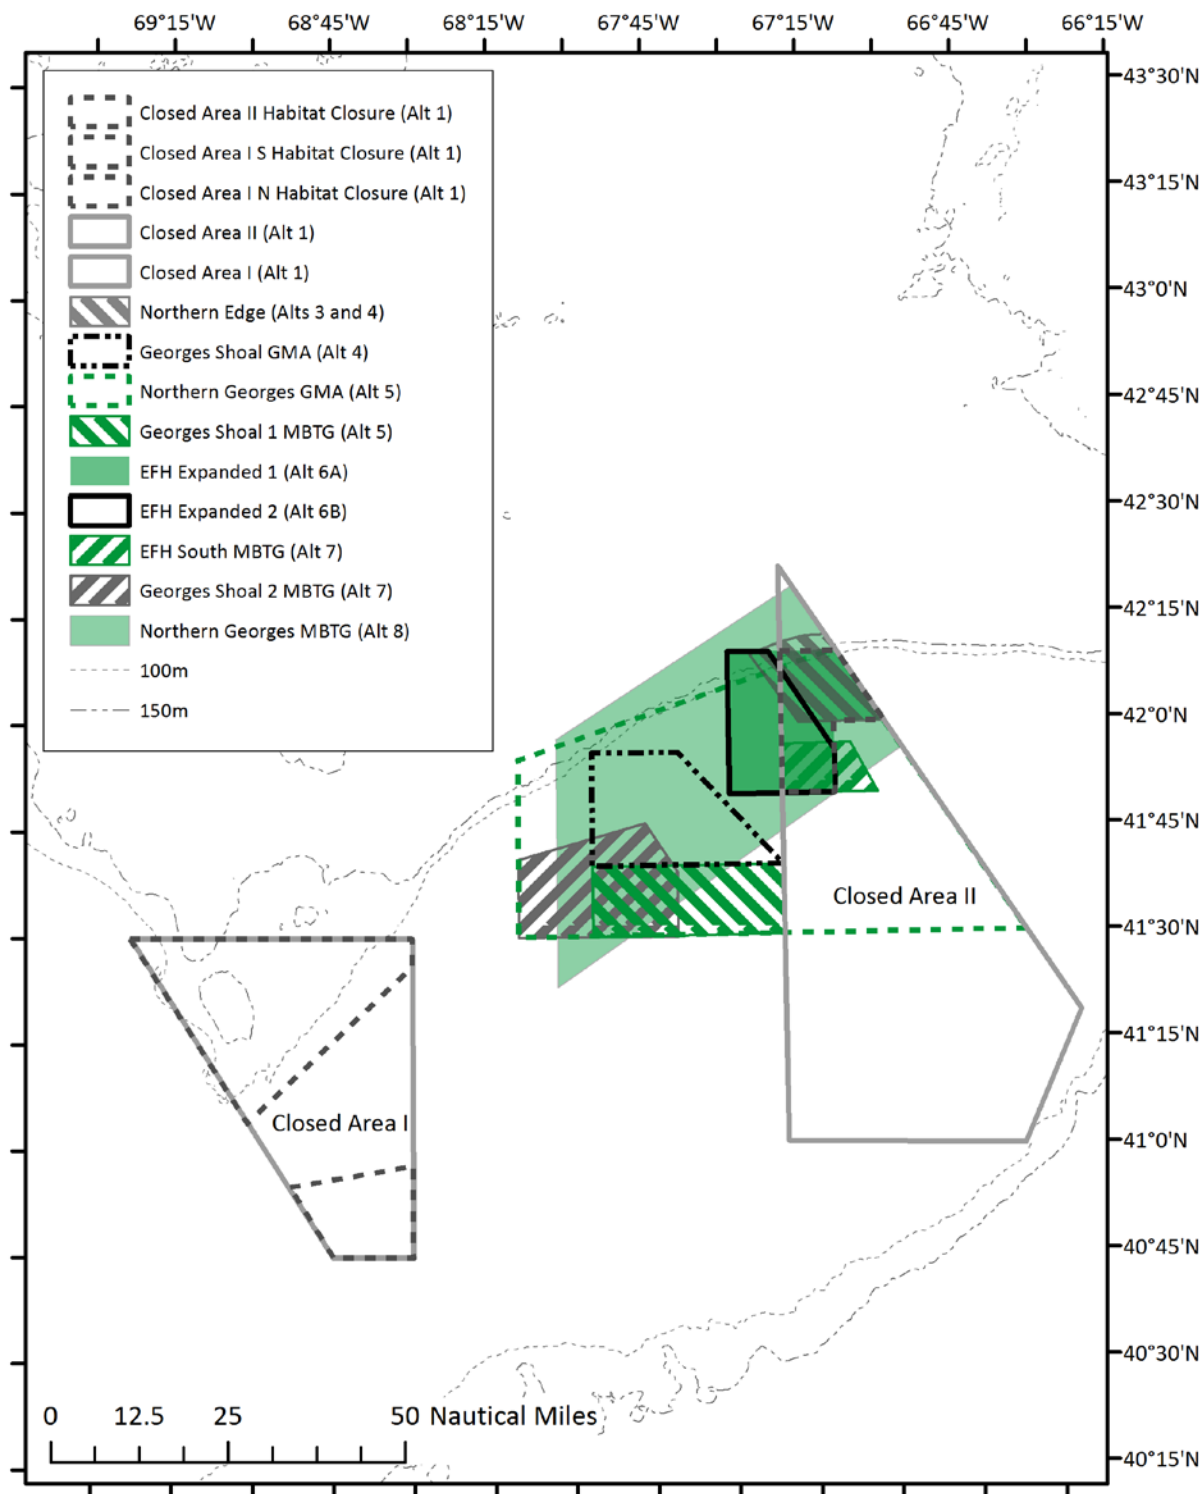 69°15'W 68°45'W 68°15'W 67°45'W 67°15'W 66°45'W 66°15'W
43°30'N
Closed Area II Habitat Closure (Alt 1)
Closed Area I S Habitat Closure (Alt 1)
43°15'N
Closed Area I N Habitat Closure (Alt 1)
Closed Area II (Alt 1)
Closed Area I (Alt 1)
43°0'N
Northern Edge (Alts 3 and 4)
Georges Shoal GMA (Alt 4)
Northern Georges GMA (Alt 5)
42°45'N
Georges Shoal 1 MBTG (Alt 5)
EFH Expanded 1 (Alt 6A)
42°30'N
EFH Expanded 2 (Alt 6B)
EFH South MBTG (Alt 7)
Georges Shoal 2 MBTG (Alt 7)
42°15'N
Northern Georges MBTG (Alt 8)
100m
150m
42°0'N
41°45'N
Closed Area II
41°30'N
41°15'N
Closed Area I
41°0'N
40°45'N
40°30'N
0 12.5 25 50 Nautical Miles
40°15'N